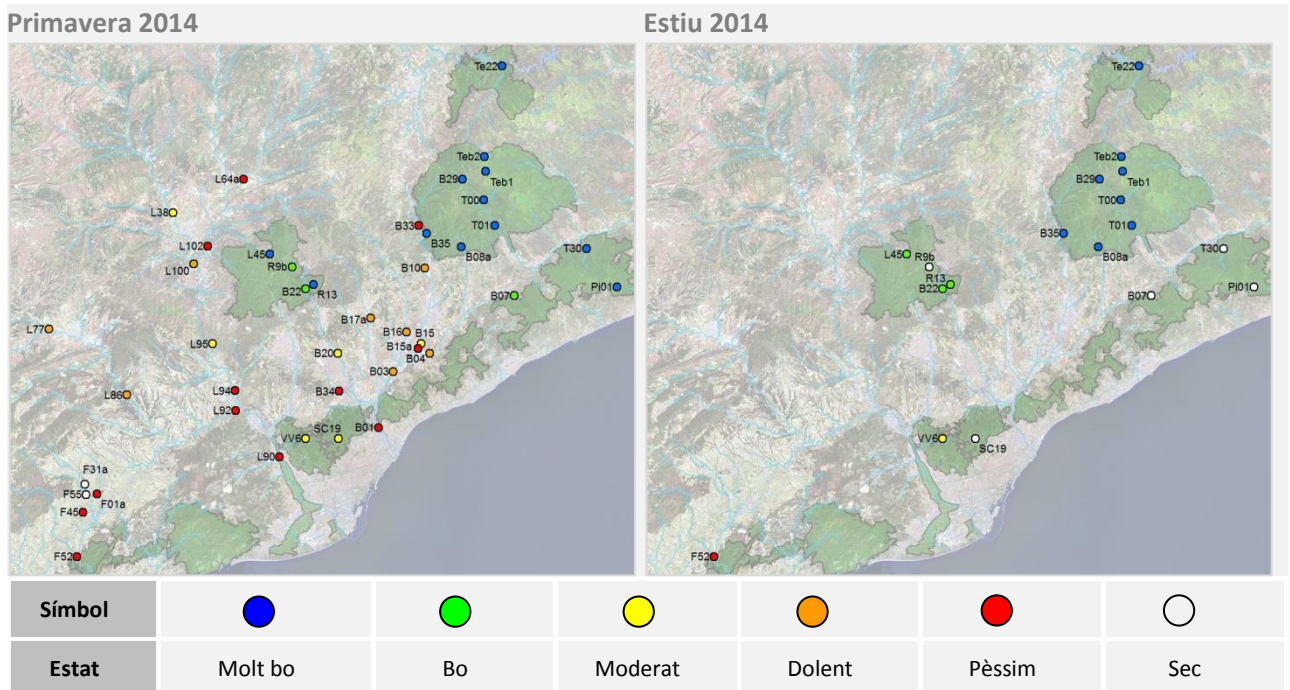 Primavera 2014
Te22
Teb2
L64a
B29
Teb1
T00
L38
B33
T01
L102
B35
T30
L45
B08a
L100
R9b
B10
B22
R13
Pi01
B07
B17a
L77
B16
B15
L95
B15a
B20
B04
B03
L94
B34
L86
L92
SC19
B01
VV6
L90
F31a
F55
F01a
F45
F52
Estiu 2014
Te22
Teb2
B29
Teb1
T00
T01
B35
B08a
T30
L45
R9b
R13
B22
Pi01
B07
VV6
SC19
F52
Símbol
Estat
Molt bo
Bo
Moderat
Dolent
Pèssim
Sec